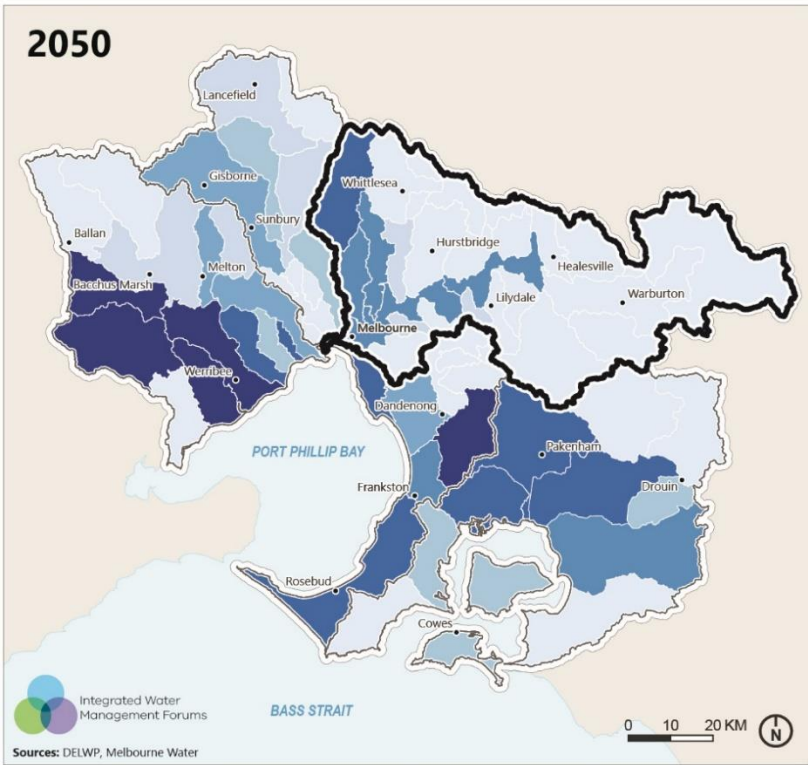 2050
Lancefield
Whittlesea
Gisborne
Sunbury
Ballan
Hurstbridge
Healesville
Melton
Bacchus Marsh
Lilydale
Warburton
Melbourne
Werribee
Dandenong
PORT PHILLIP BAY
Pakenham
Frankston
Drouin
Rosebud
Cowes
Integrated Water
Management Forums
BASS STRAIT
0 10 20 KM
N
Sources: DELWP, Melbourne Water